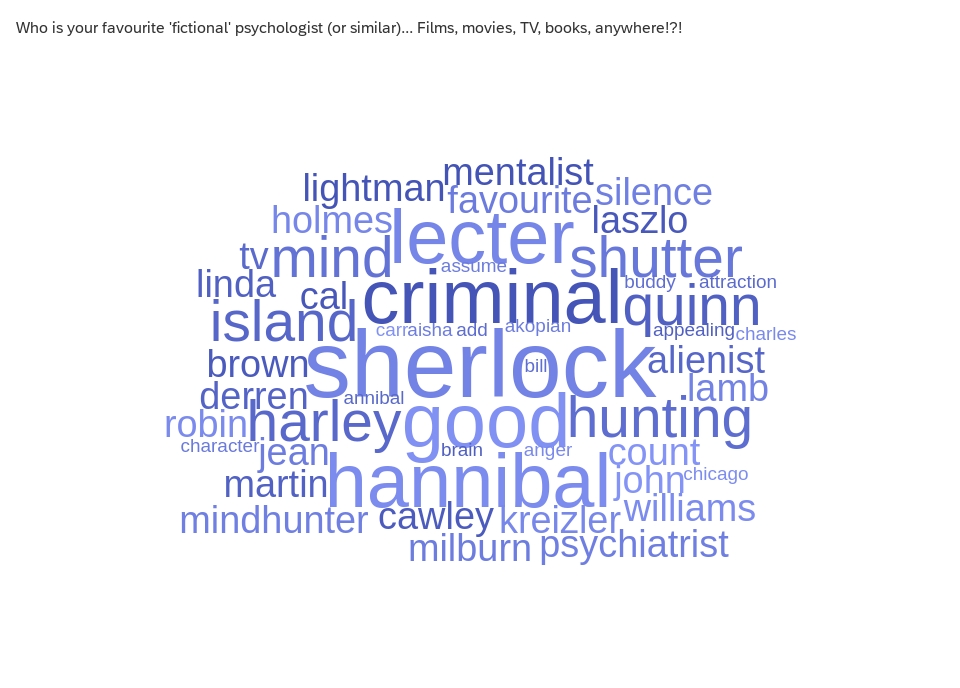 Who is your favourite 'fictional' psychologist (or similar)... Films, movies, TV, books, anywhere!?!
mentalist
lightman
favourite
silence
holmes
lecter
laszlo
tv
mind
shutter
assume
linda
cal
criminal
buddy
attraction
quinn
island
carr
aisha
add
akopian
appealing
charles
brown
sherlock
bill
alienist
derren
annibal
lamb
robin
harley
good
hunting
character
jean
brain
anger
count
martin
hannibal
john
chicago
mindhunter
cawley
kreizler
williams
milburn
psychiatrist